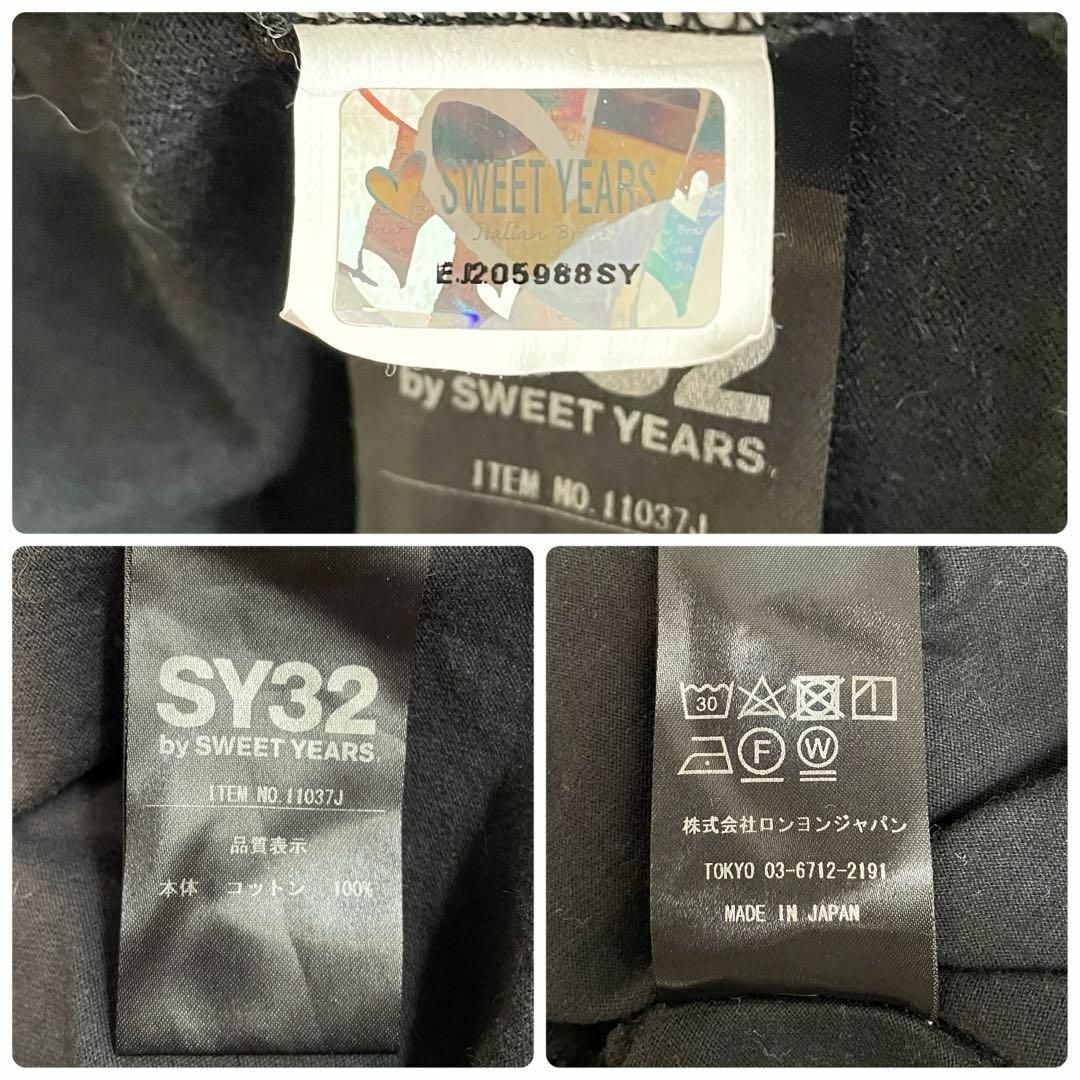 SWEET YEARS
Italian Brand
EJ205988SY
by SWEET YEARS.
ITEM NO.11037J
SY32
by SWEET YEARS.
ITEM NO.11037J
品質表示
本体 コットン 100%
30
F W
株式会社ロンヨンジャパン
TOKYO 03-6712-2191
MADE IN JAPAN